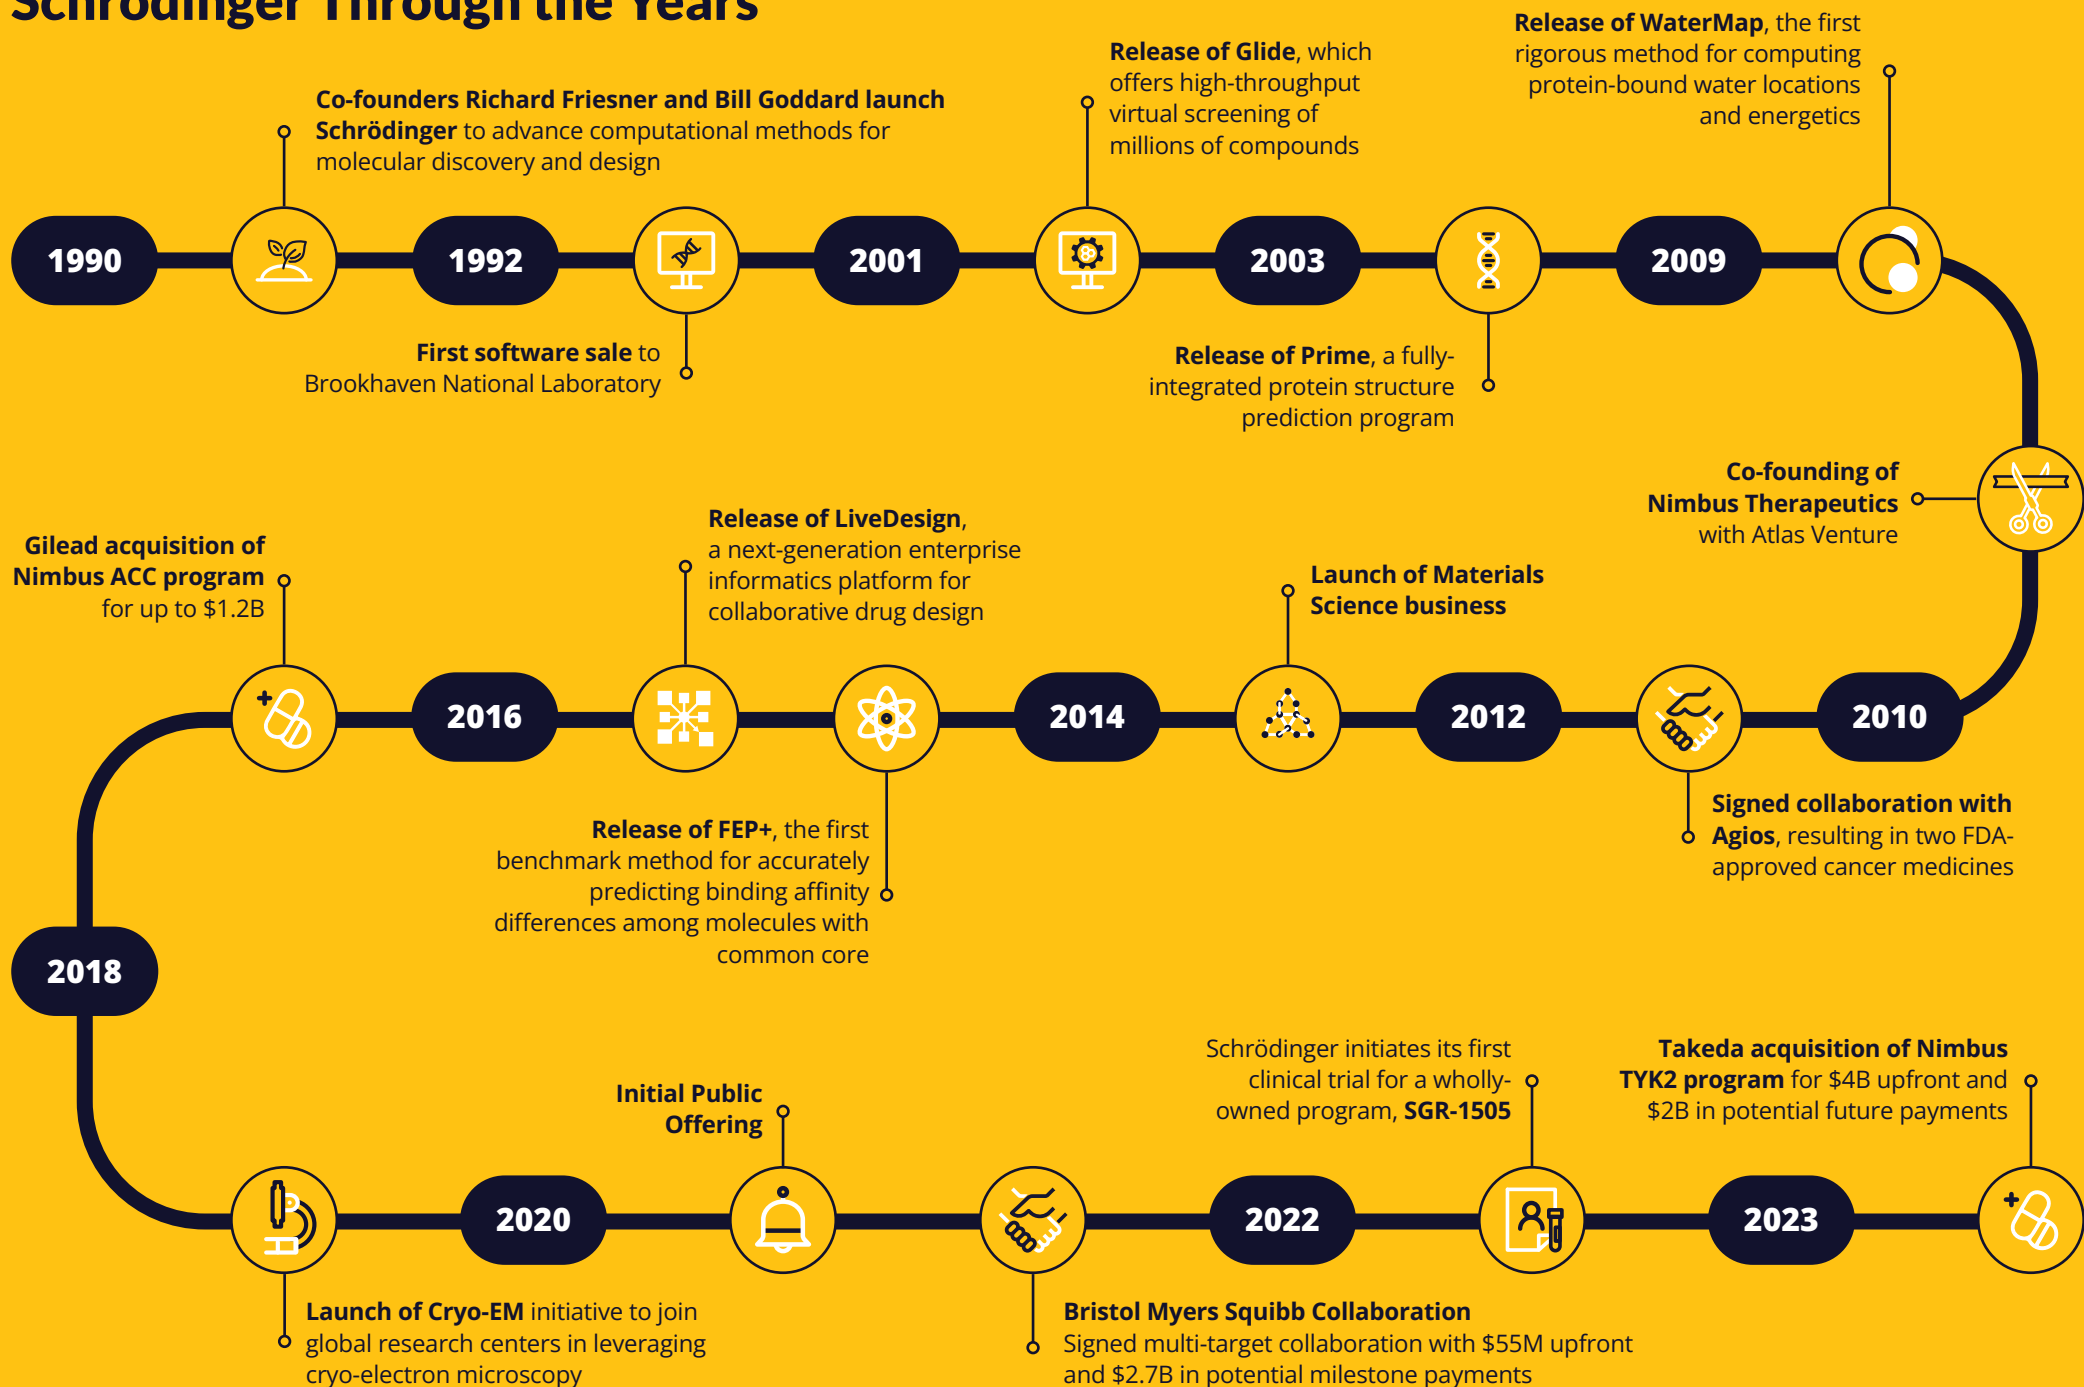 Schrödinger Through the Years
Co-founders Richard Friesner and Bill Goddard launch
Schrödinger to advance computational methods for
molecular discovery and design
Release of Glide, which
offers high-throughput
virtual screening of
millions of compounds
Release of WaterMap, the first
rigorous method for computing
protein-bound water locations
and energetics
1990
1992
2001
2003
2009
First software sale to
Brookhaven National Laboratory
Release of Prime, a fully-
integrated protein structure
prediction program
Co-founding of
Nimbus Therapeutics
with Atlas Venture
Gilead acquisition of
Nimbus ACC program
for up to $1.2B
Release of LiveDesign,
a next-generation enterprise
informatics platform for
collaborative drug design
Launch of Materials
Science business
2016
2014
2012
2010
Release of FEP+, the first
benchmark method for accurately
predicting binding affinity
differences among molecules with
common core
Signed collaboration with
Agios, resulting in two FDA-
approved cancer medicines
2018
Initial Public
Offering
Schrödinger initiates its first
clinical trial for a wholly-
owned program, SGR-1505
Takeda acquisition of Nimbus
TYK2 program for $4B upfront and
$2B in potential future payments
2020
2022
2023
Launch of Cryo-EM initiative to join
global research centers in leveraging
cryo-electron microscopy
Bristol Myers Squibb Collaboration
Signed multi-target collaboration with $55M upfront
and $2.7B in potential milestone payments